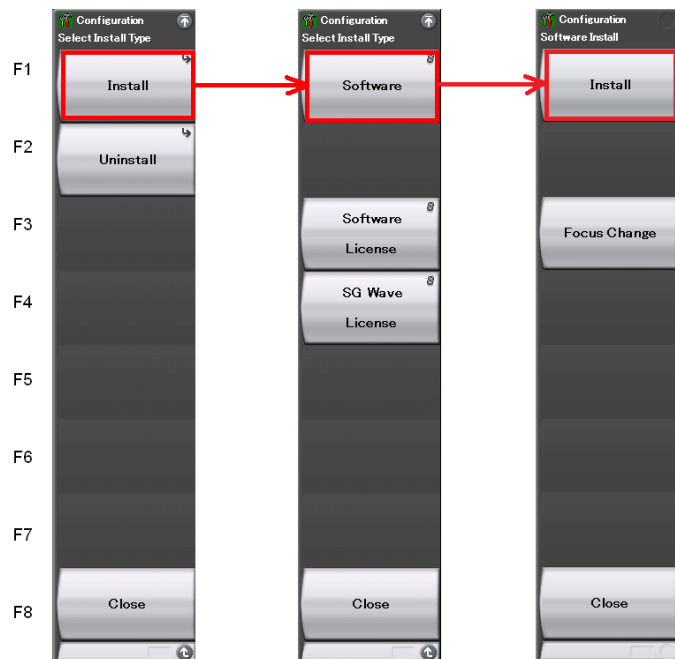 Configuration
Select Install Type
Configuration
Select Install Type
Configuration
Software Install
F1
Install
Software
Install
F2
Uninstall
F3
Software
License
Focus Change
F4
SG Wave
License
F5
F6
F7
F8
Close
Close
Close